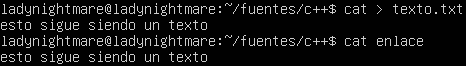 ladynightmare@ladynightmare:~/fuentes/c++$ cat > texto.txt
esto sigue siendo un texto
ladynightmare@ladynightmare:~/fuentes/c++$ cat enlace
esto sigue siendo un texto